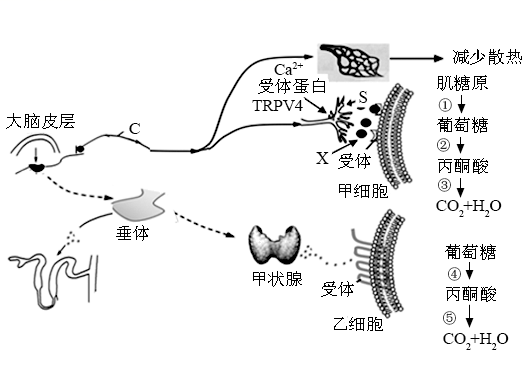 减少散热
Ca²⁺
受体蛋白
TRPV4
S
肌糖原
①
大脑皮层
C
葡萄糖
②
X
受体
丙酮酸
甲细胞
③
CO₂+H₂O
垂体
甲状腺
受体
乙细胞
葡萄糖
④
丙酮酸
⑤
CO₂+H₂O